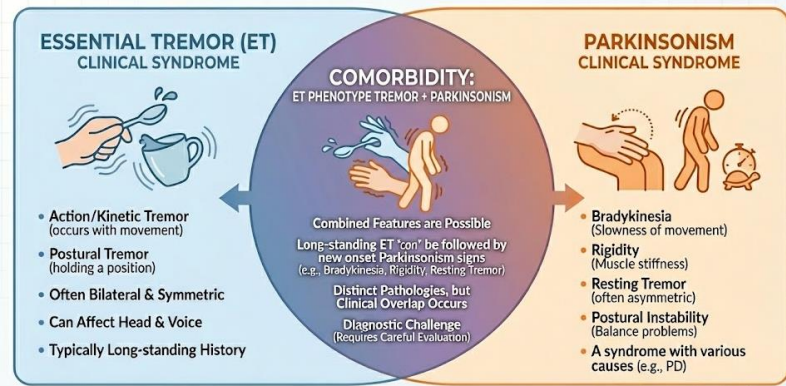 ESSENTIAL TREMOR (ET)
CLINICAL SYNDROME
• Action/Kinetic Tremor
(occurs with movement)
• Postural Tremor
(holding a position)
• Often Bilateral & Symmetric
• Can Affect Head & Voice
• Typically Long-standing History
COMORBIDITY:
ET PHENOTYPE TREMOR + PARKINSONISM
Combined Features are Possible
Long-standing ET "con" be followed by
new onset Parkinsonism signs
(e.g., Bradykinesia, Rigidity, Resting Tremor)
Distinct Pathologies, but
Clinical Overlap Occurs
Diagnostic Challenge
(Requires Careful Evaluation)
PARKINSONISM
CLINICAL SYNDROME
• Bradykinesia
(Slowness of movement)
• Rigidity
(Muscle stiffness)
• Resting Tremor
(often asymmetric)
• Postural Instability
(Balance problems)
• A syndrome with various
causes (e.g., PD)